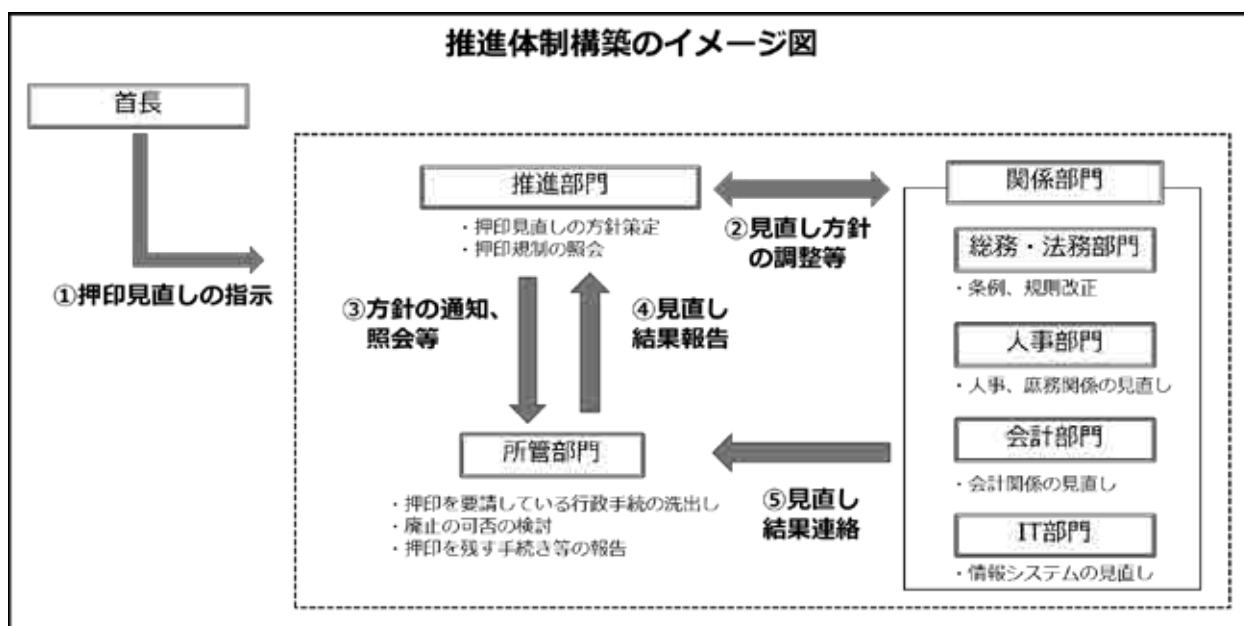 推進体制構築のイメージ図
首長
①押印見直しの指示
推進部門
・押印見直しの方針策定
・押印規制の照会
②見直し方針
の調整等
③方針の通知、
照会等
④見直し
結果報告
所管部門
・押印を要請している行政手続の洗出し
・廃止の可否の検討
・押印を残す手続き等の報告
⑤見直し
結果連絡
関係部門
総務・法務部門
・条例、規則改正
人事部門
・人事、庶務関係の見直し
会計部門
・会計関係の見直し
IT部門
・情報システムの見直し